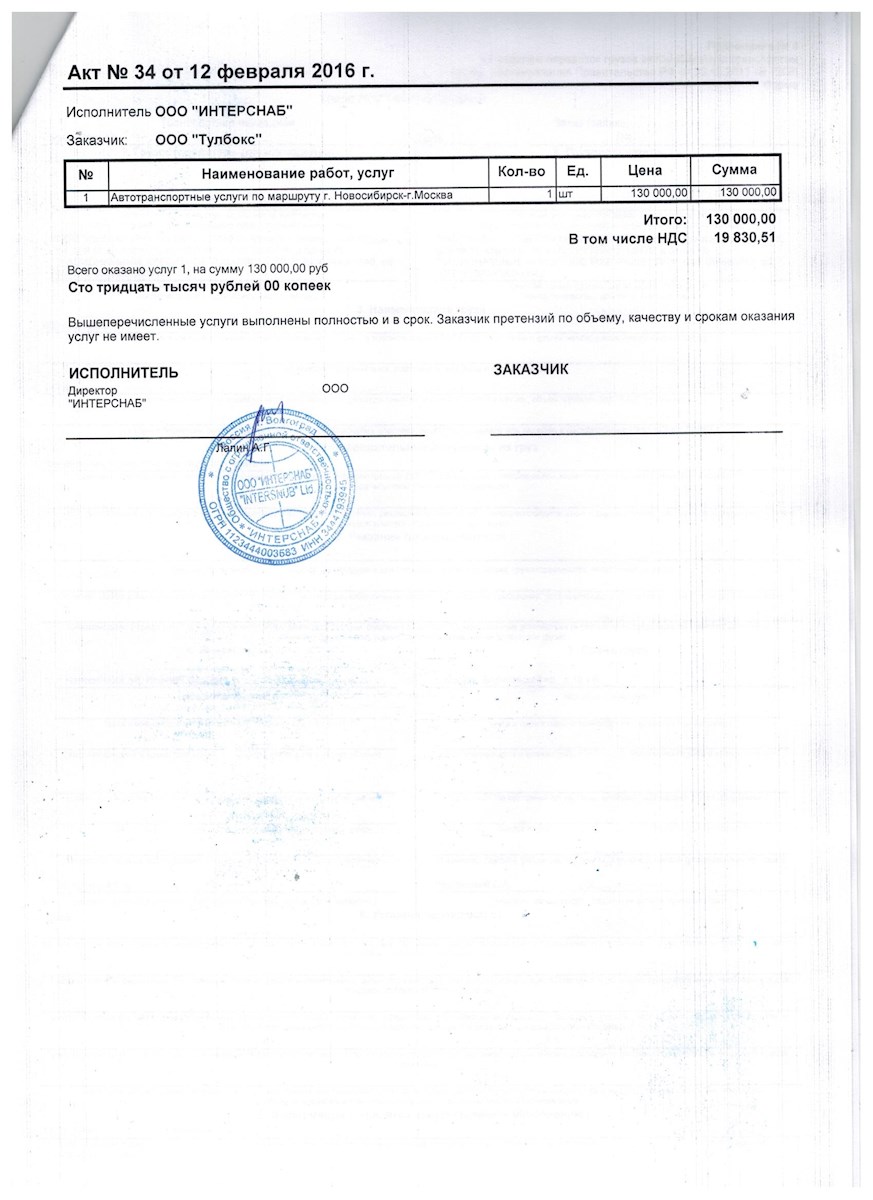 Акт № 34 от 12 февраля 2016 г.
Исполнитель ООО "ИНТЕРСНАБ"
Заказчик: ООО "Тулбокс"
№ Наименование работ, услуг Кол-во Ед. Цена Сумма
1 Автотранспортные услуги по маршруту г. Новосибирск-г.Москва 1 шт 130 000,00 130 000,00
Итого: 130 000,00
В том числе НДС 19 830,51
Всего оказано услуг 1, на сумму 130 000,00 руб
Сто тридцать тысяч рублей 00 копеек
Вышеперечисленные услуги выполнены полностью и в срок. Заказчик претензий по объему, качеству и срокам оказания
услуг не имеет.
ИСПОЛНИТЕЛЬ ЗАКАЗЧИК
Директор ООО
"ИНТЕРСНАБ"
Лапин А.Г.
Россия * г. Волгоград *
Общество с ограниченной ответственностью
ООО "ИНТЕРСНАБ"
"INTERSNUB" Ltd
* "ИНТЕРСНАБ" *
ОГРН 1123444003683 ИНН 3444193945